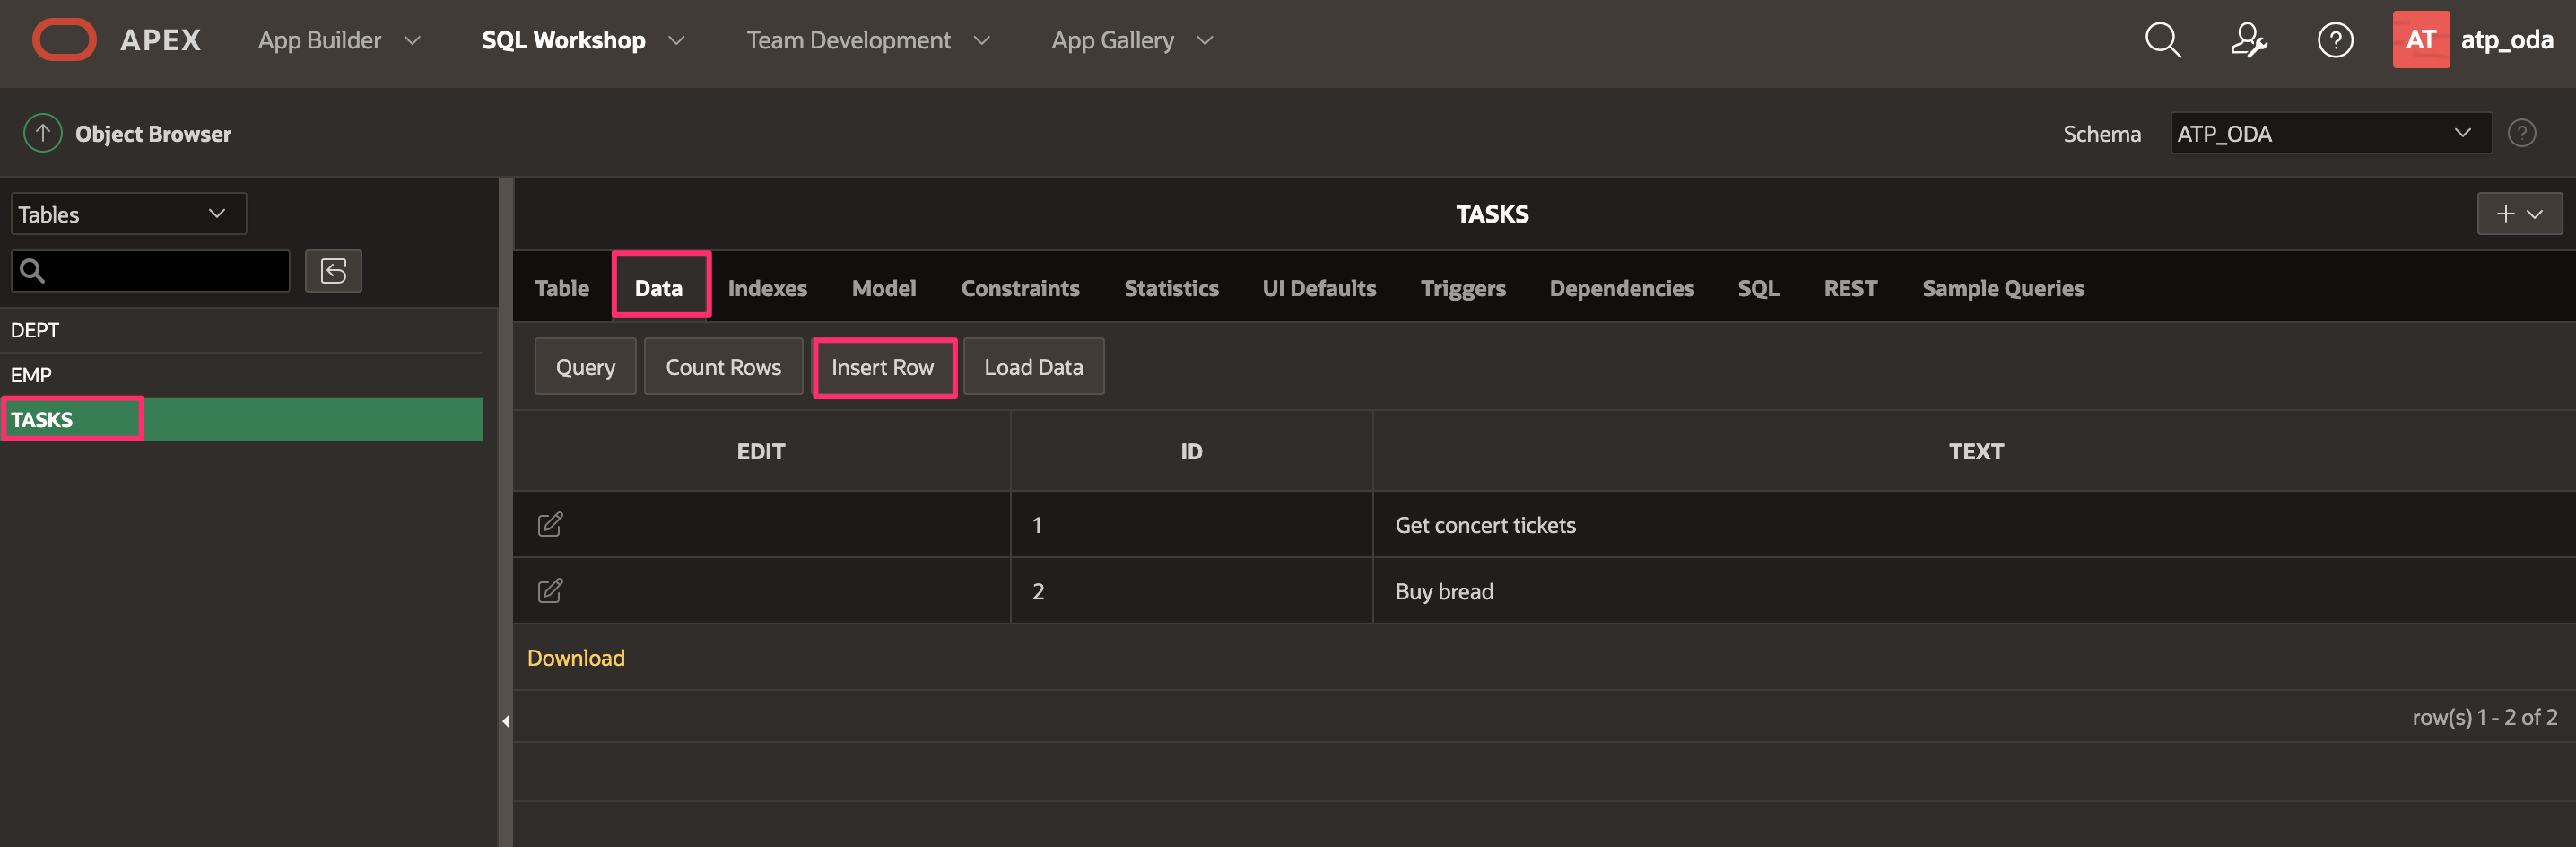 APEX App Builder SQL Workshop Team Development App Gallery ? AT atp_oda
Object Browser Schema ATP_ODA ?
Tables
TASKS
Table Data Indexes Model Constraints Statistics UI Defaults Triggers Dependencies SQL REST Sample Queries
DEPT
EMP
TASKS
Query Count Rows Insert Row Load Data
EDIT ID TEXT
1 Get concert tickets
2 Buy bread
Download
row(s) 1 - 2 of 2